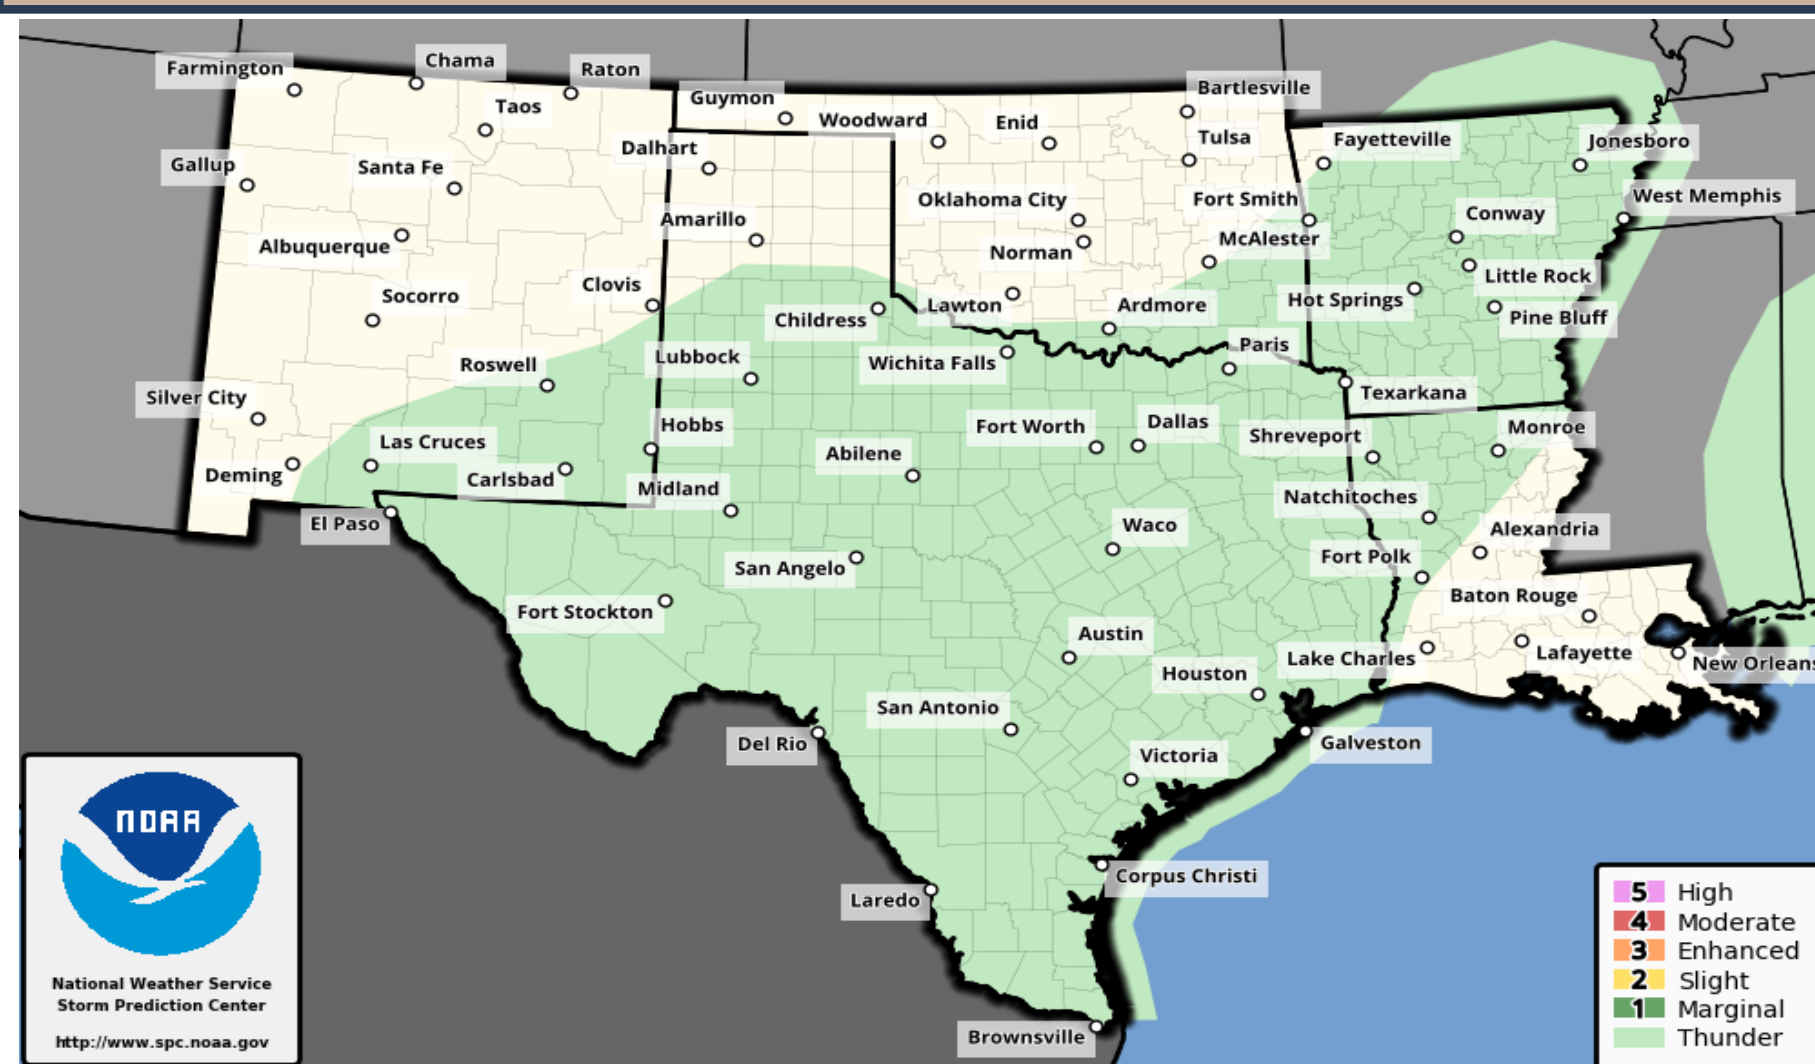 Farmington
Chama
Raton
Taos
Guymon
Woodward
Enid
Bartlesville
Tulsa
Fayetteville
Jonesboro
Gallup
Santa Fe
Dalhart
Amarillo
Oklahoma City
Fort Smith
West Memphis
Conway
Albuquerque
Norman
McAlester
Little Rock
Socorro
Clovis
Childress
Lawton
Ardmore
Hot Springs
Pine Bluff
Roswell
Lubbock
Wichita Falls
Paris
Texarkana
Silver City
Las Cruces
Hobbs
Abilene
Fort Worth
Dallas
Shreveport
Monroe
Deming
Carlsbad
Midland
Natchitoches
El Paso
Waco
Alexandria
San Angelo
Fort Polk
Fort Stockton
Baton Rouge
Austin
Lake Charles
Lafayette
New Orleans
Houston
San Antonio
Del Rio
Galveston
Victoria
Corpus Christi
Laredo
Brownsville
NOAA
National Weather Service
Storm Prediction Center
http://www.spc.noaa.gov
5 High
4 Moderate
3 Enhanced
2 Slight
1 Marginal
Thunder